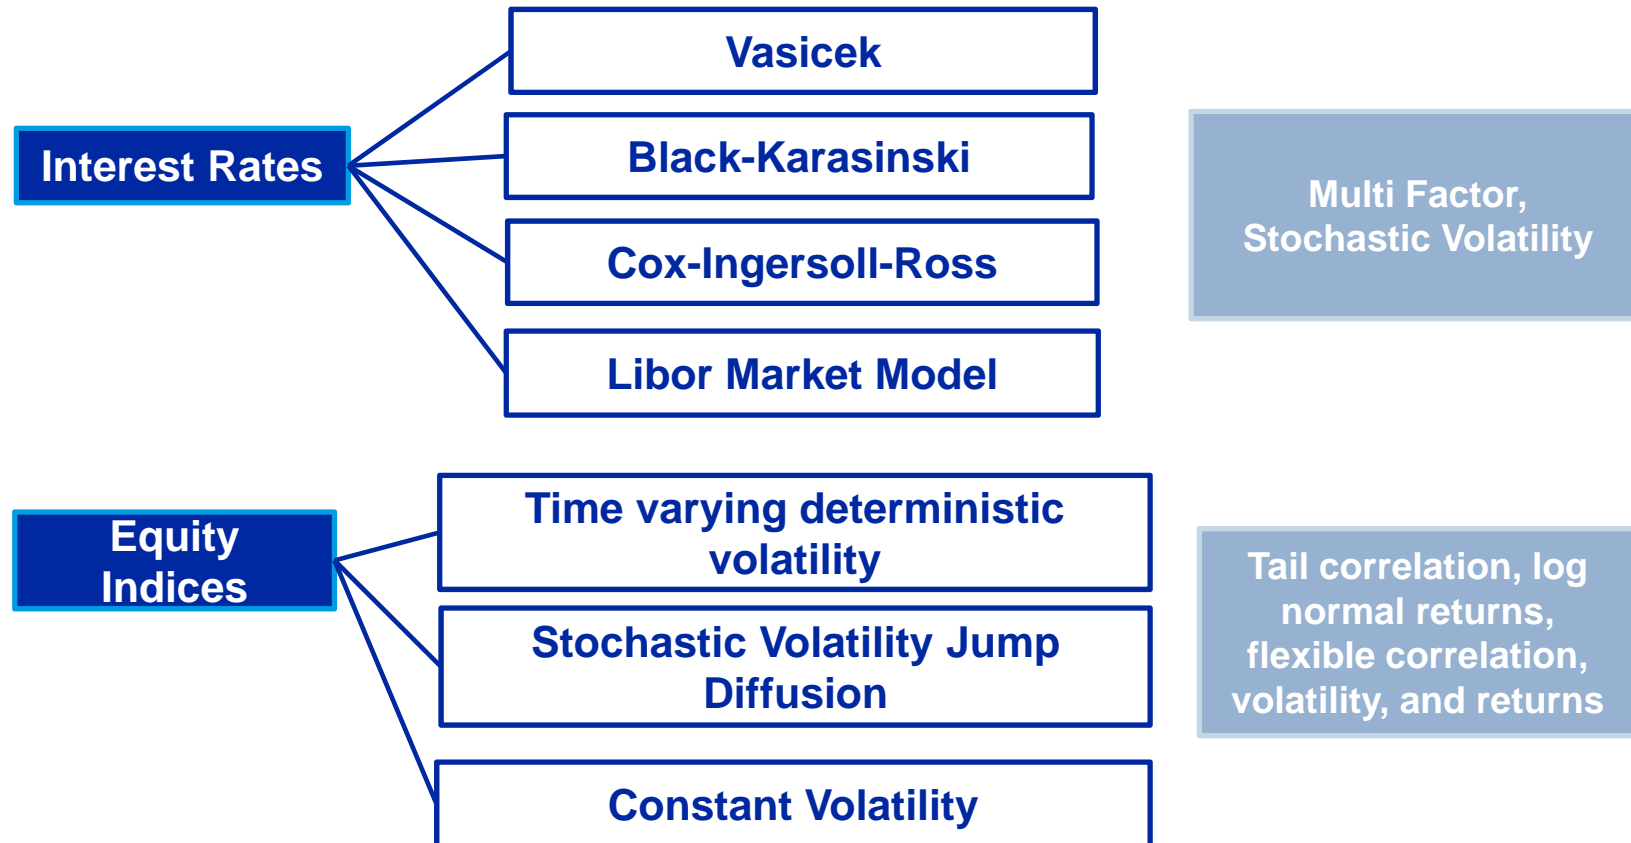 Vasicek
Interest Rates
Black-Karasinski
Cox-Ingersoll-Ross
Libor Market Model
Multi Factor,
Stochastic Volatility
Equity
Indices
Time varying deterministic
volatility
Stochastic Volatility Jump
Diffusion
Constant Volatility
Tail correlation, log
normal returns,
flexible correlation,
volatility, and returns